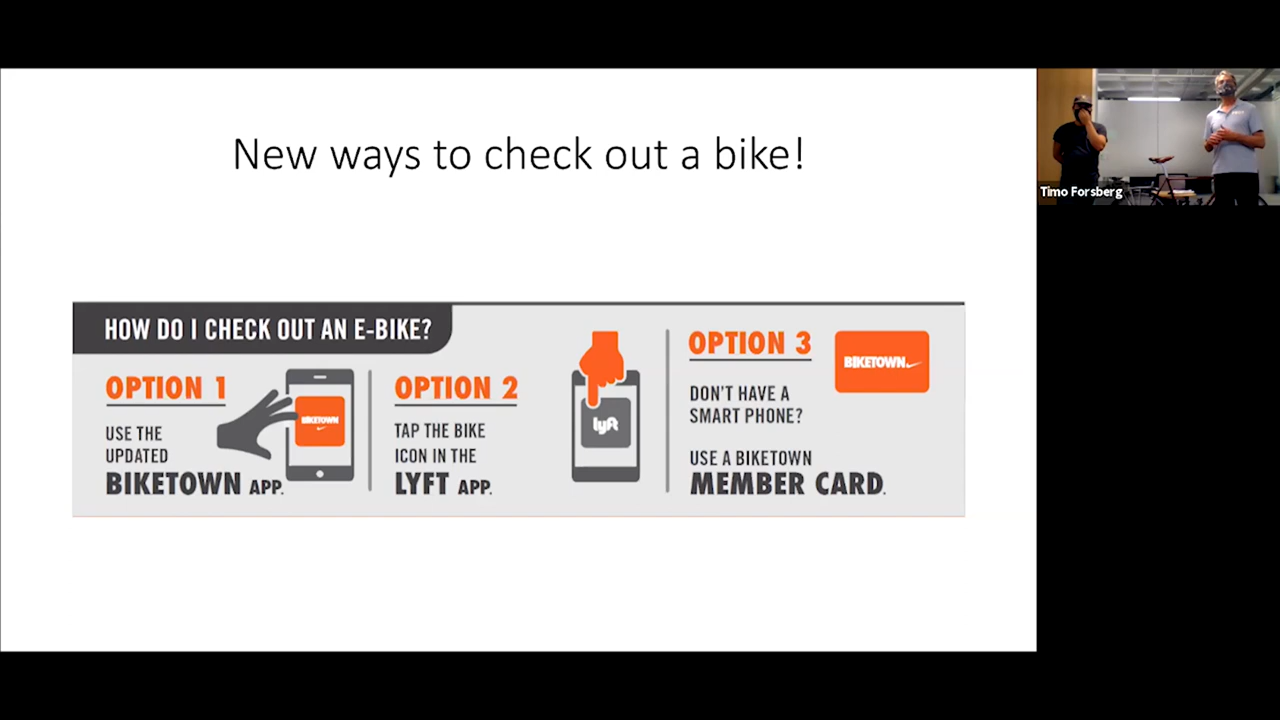 New ways to check out a bike!
HOW DO I CHECK OUT AN E-BIKE?
OPTION 1
USE THE
UPDATED
BIKETOWN APP.
BIKETOWN
OPTION 2
TAP THE BIKE
ICON IN THE
LYFT APP.
lyft
OPTION 3
DON'T HAVE A
SMART PHONE?
USE A BIKETOWN
MEMBER CARD.
BIKETOWN
Timo Forsberg